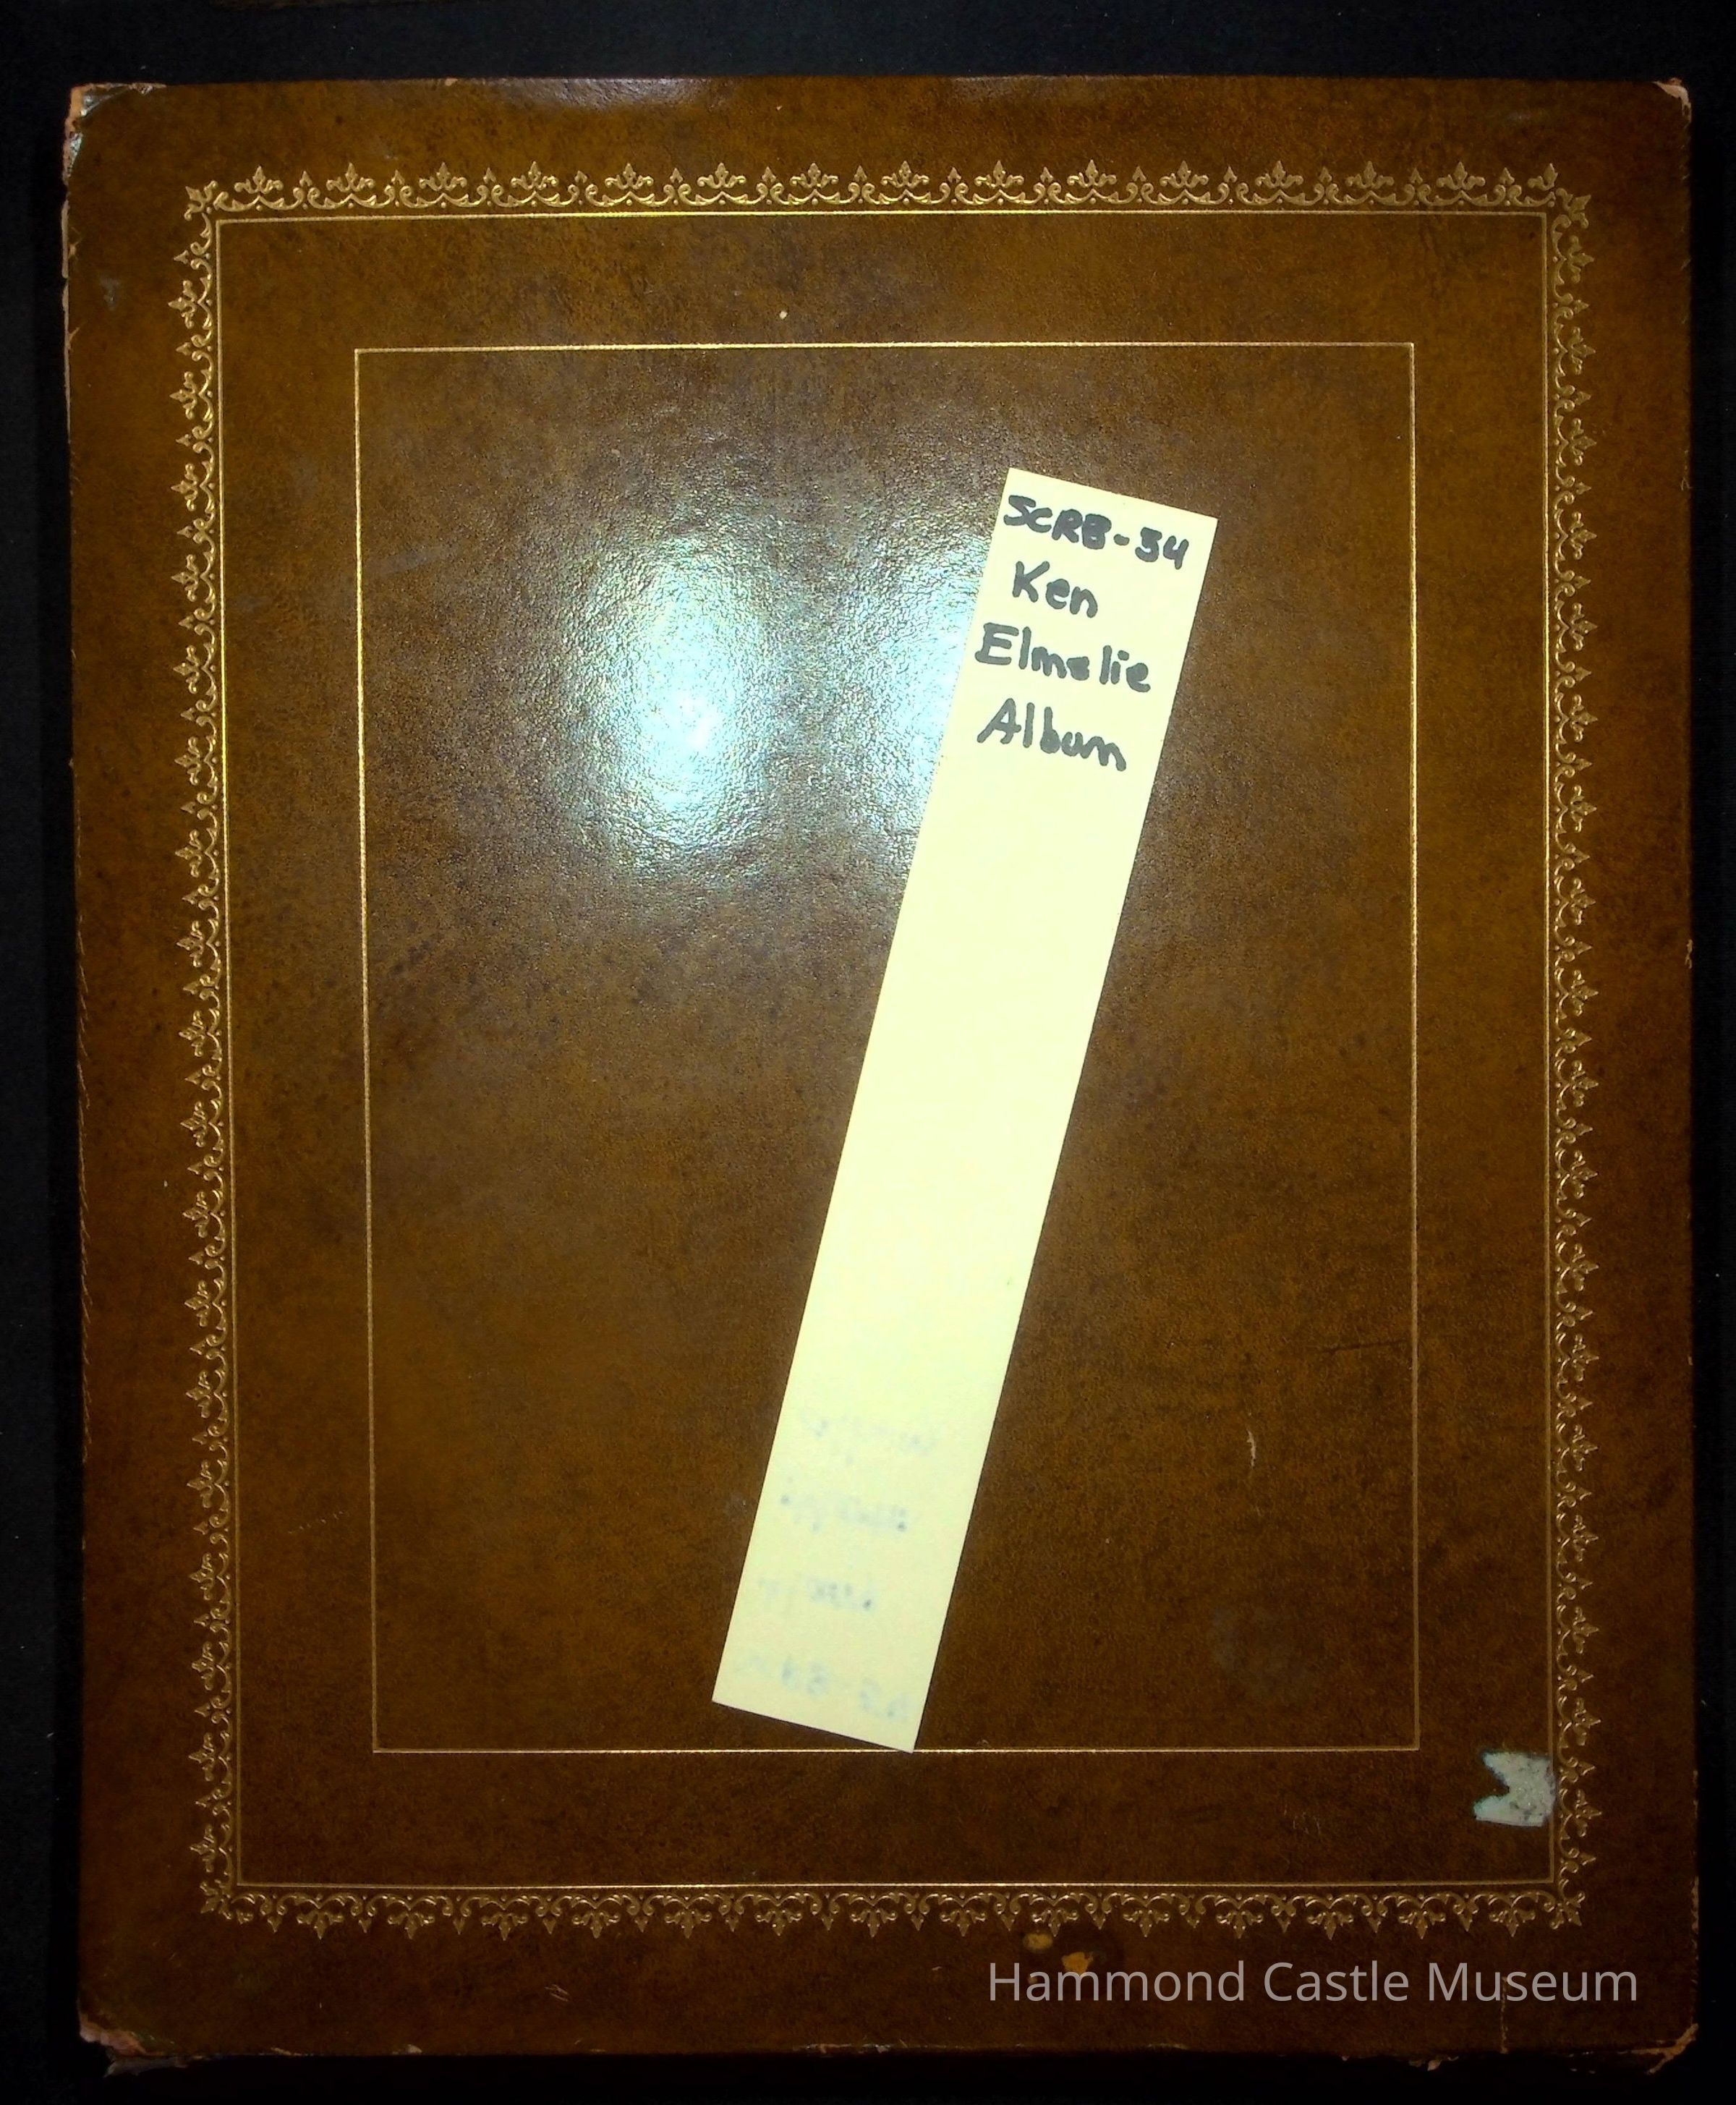 SCRB-34
Ken
Elmslie
Album
Hammond Castle Museum